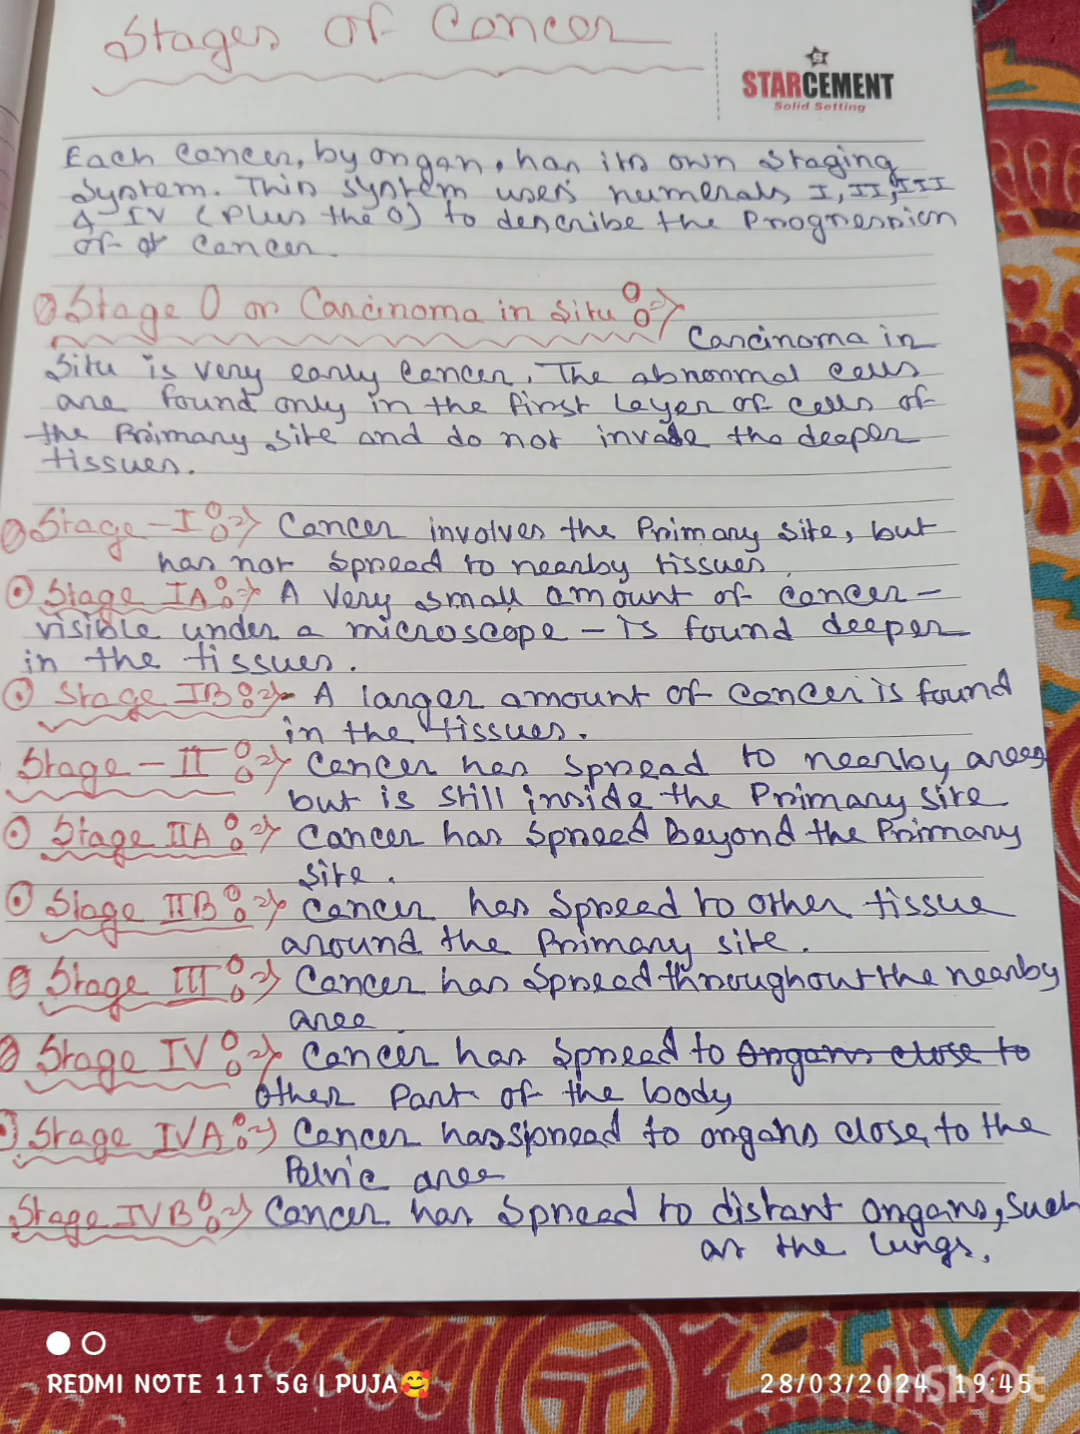 Stages of Cancer
STARCEMENT
Solid Setting
Each Cancer, by organ, has its own staging
System. This system uses numerals I, II, III
& IV (Plus the 0) to describe the Progression
of Cancer.
Stage 0 or Carcinoma in Situ :⇒
Carcinoma in
Situ is very early Cancer. The abnormal cells
are found only in the first Layer of cells of
the Primary Site and do not invade the deeper
tissues.
Stage-I :⇒ Cancer involves the Primary Site, but
has not spread to nearby tissues.
Stage IA :⇒ A very small amount of cancer-
visible under a microscope - is found deeper
in the tissues.
Stage IB :⇒ A larger amount of cancer is found
in the tissues.
Stage-II :⇒ Cancer has spread to nearby areas
but is still inside the Primary site
Stage IIA :⇒ Cancer has spread beyond the Primary
site.
Stage IIB :⇒ Cancer has spread to other tissue
around the Primary site.
Stage III :⇒ Cancer has spread throughout the nearby
area.
Stage IV :⇒ Cancer has spread to organs close to
other part of the body
Stage IVA :⇒ Cancer has spread to organs close to the
Pelvic area
Stage IVB :⇒ Cancer has spread to distant organs, such
as the lungs.
REDMI NOTE 11T 5G | PUJA🥰
28/03/2024 19:45
InShOt